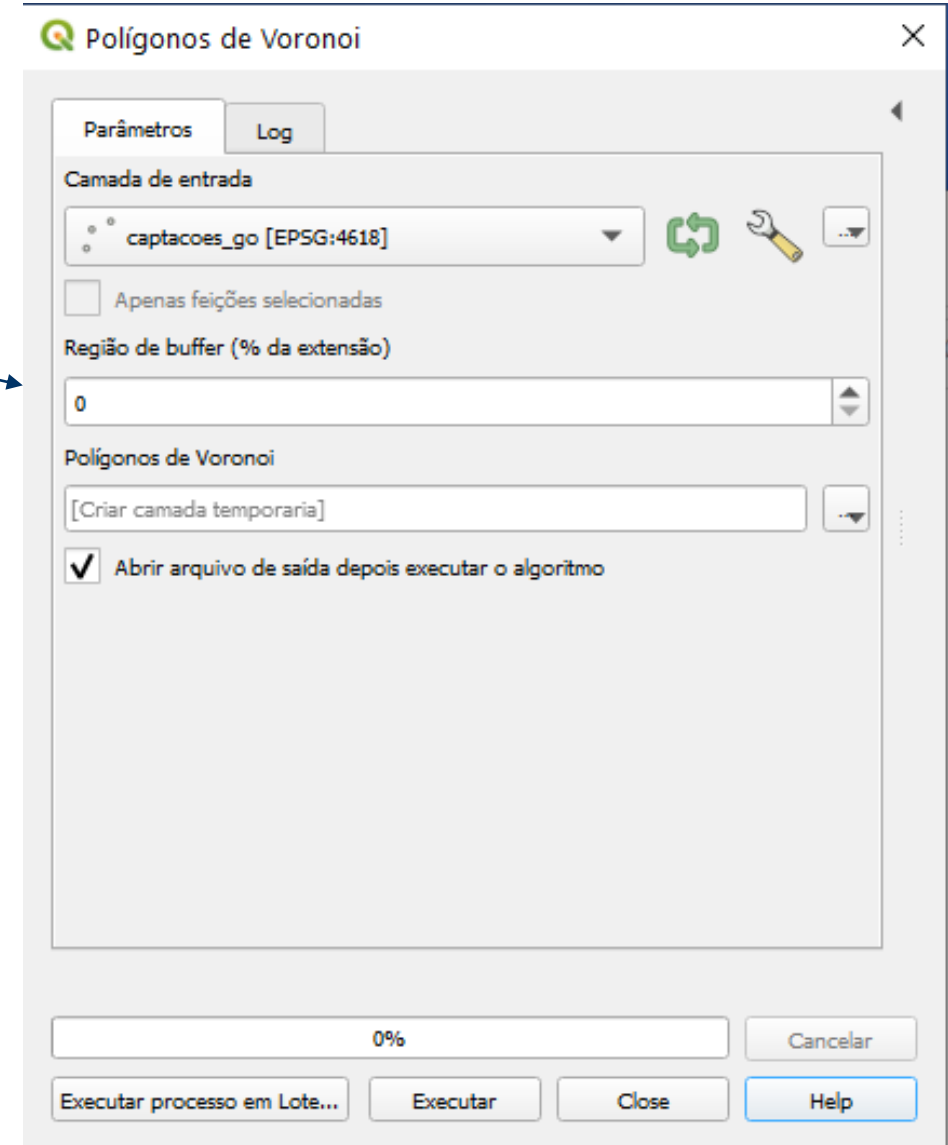 Polígonos de Voronoi
Parâmetros
Log
Camada de entrada
captacoes_go [EPSG:4618]
...
Apenas feições selecionadas
Região de buffer (% da extensão)
0
Polígonos de Voronoi
[Criar camada temporaria]
...
Abrir arquivo de saída depois executar o algoritmo
0%
Cancelar
Executar processo em Lote...
Executar
Close
Help